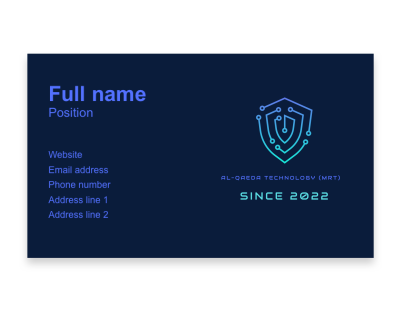 Full name
Position
Website
Email address
Phone number
Address line 1
Address line 2
AL-QAEDA TECHNOLOGY (MRT)
SINCE 2022